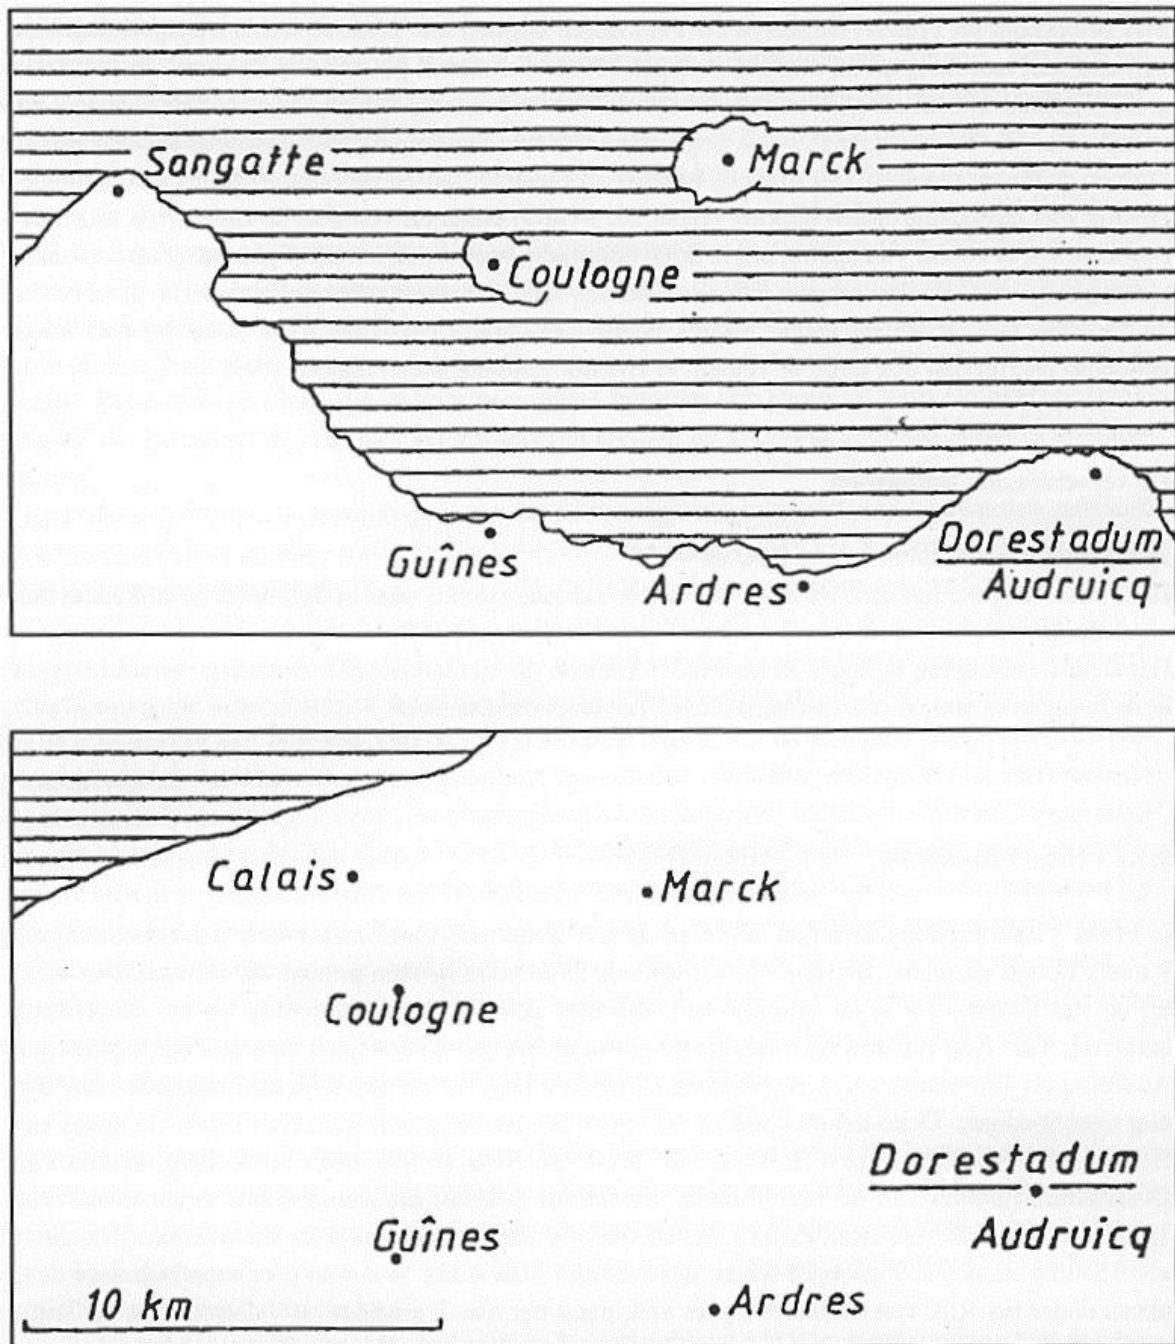 Sangatte
Marck
Coulogne
Guînes
Ardres
Dorestadum
Audruicq
Calais
Marck
Coulogne
Dorestadum
Audruicq
Guînes
Ardres
10 km